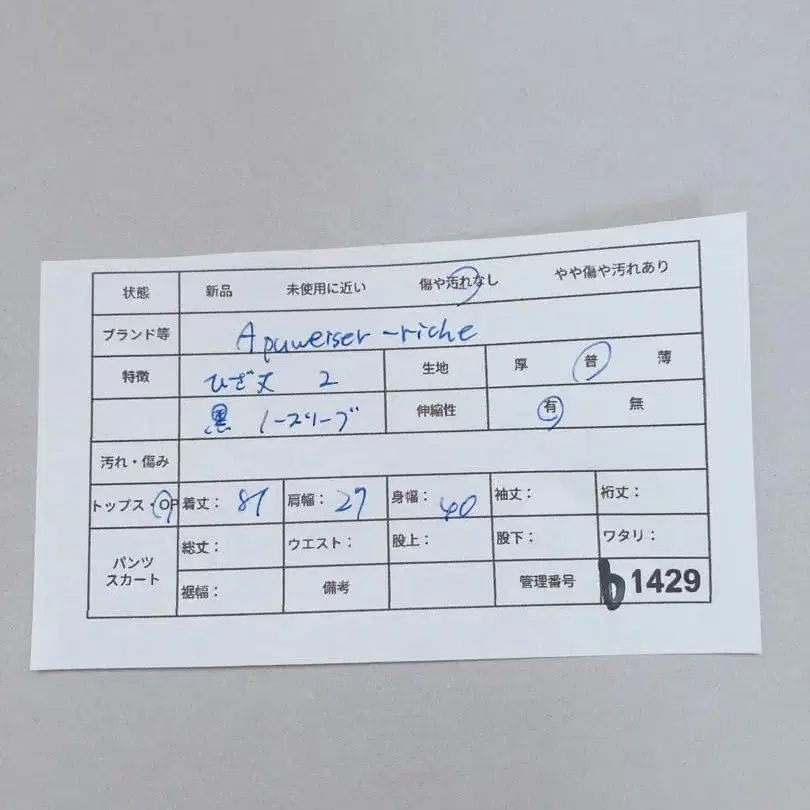 状態 新品 未使用に近い 傷や汚れなし やや傷や汚れあり
ブランド等 Apuweiser-riche
特徴 ひざ丈 2 生地 厚 普 薄
黒 ノースリーブ 伸縮性 有 無
汚れ・傷み
トップス・OP 着丈： 81 肩幅： 27 身幅： 40 袖丈： 裄丈：
パンツ スカート 総丈： ウエスト： 股上： 股下： ワタリ：
裾幅： 備考 管理番号 b1429